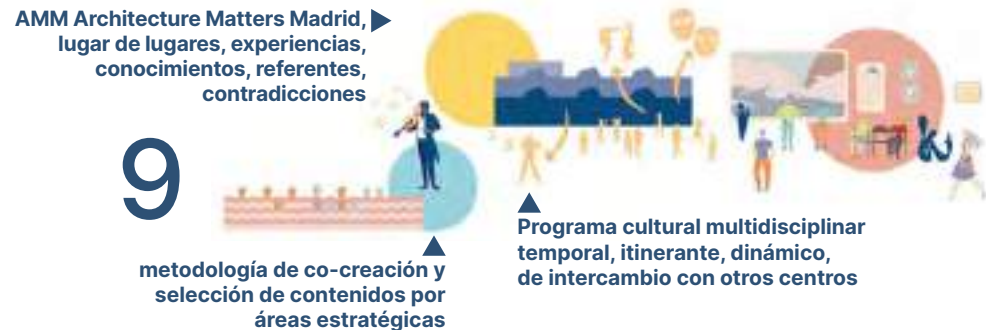 AMM Architecture Matters Madrid,
lugar de lugares, experiencias,
conocimientos, referentes,
contradicciones
9
Programa cultural multidisciplinar
temporal, itinerante, dinámico,
de intercambio con otros centros
metodología de co-creación y
selección de contenidos por
áreas estratégicas